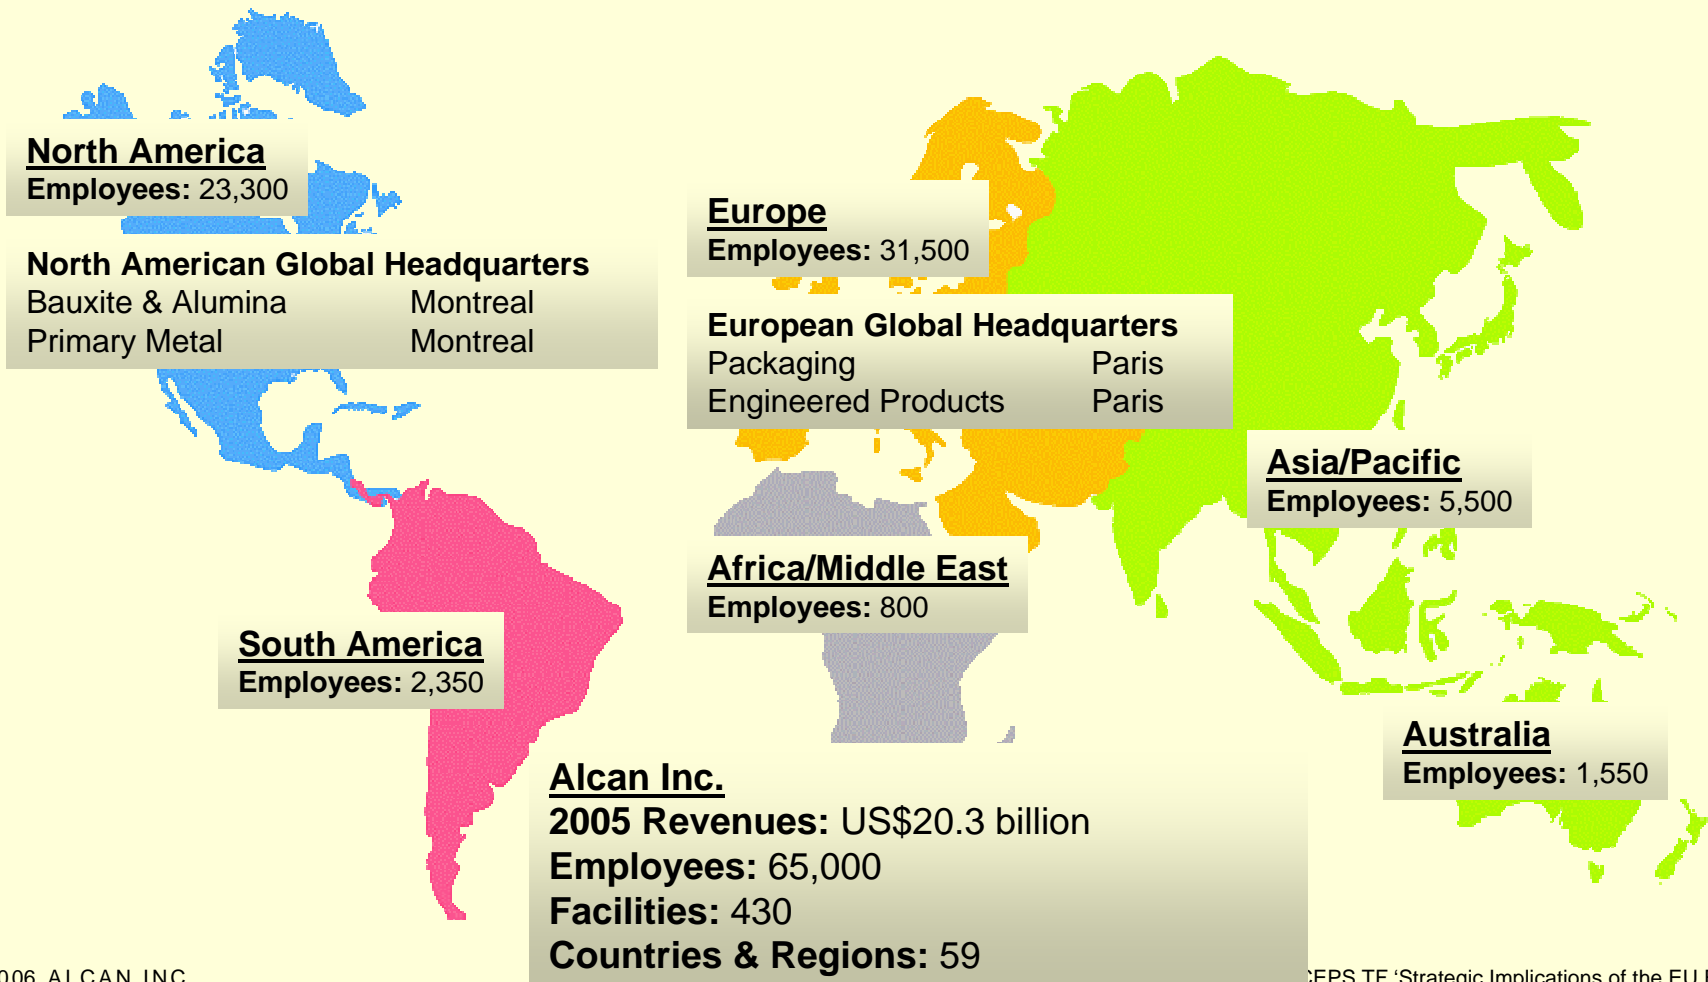 North America
Employees: 23,300
North American Global Headquarters
Bauxite & Alumina Montreal
Primary Metal Montreal
Europe
Employees: 31,500
European Global Headquarters
Packaging Paris
Engineered Products Paris
Asia/Pacific
Employees: 5,500
Africa/Middle East
Employees: 800
South America
Employees: 2,350
Australia
Employees: 1,550
Alcan Inc.
2005 Revenues: US$20.3 billion
Employees: 65,000
Facilities: 430
Countries & Regions: 59
ALCAN INC
CEPS TF ‘Strategic Implications of the EU